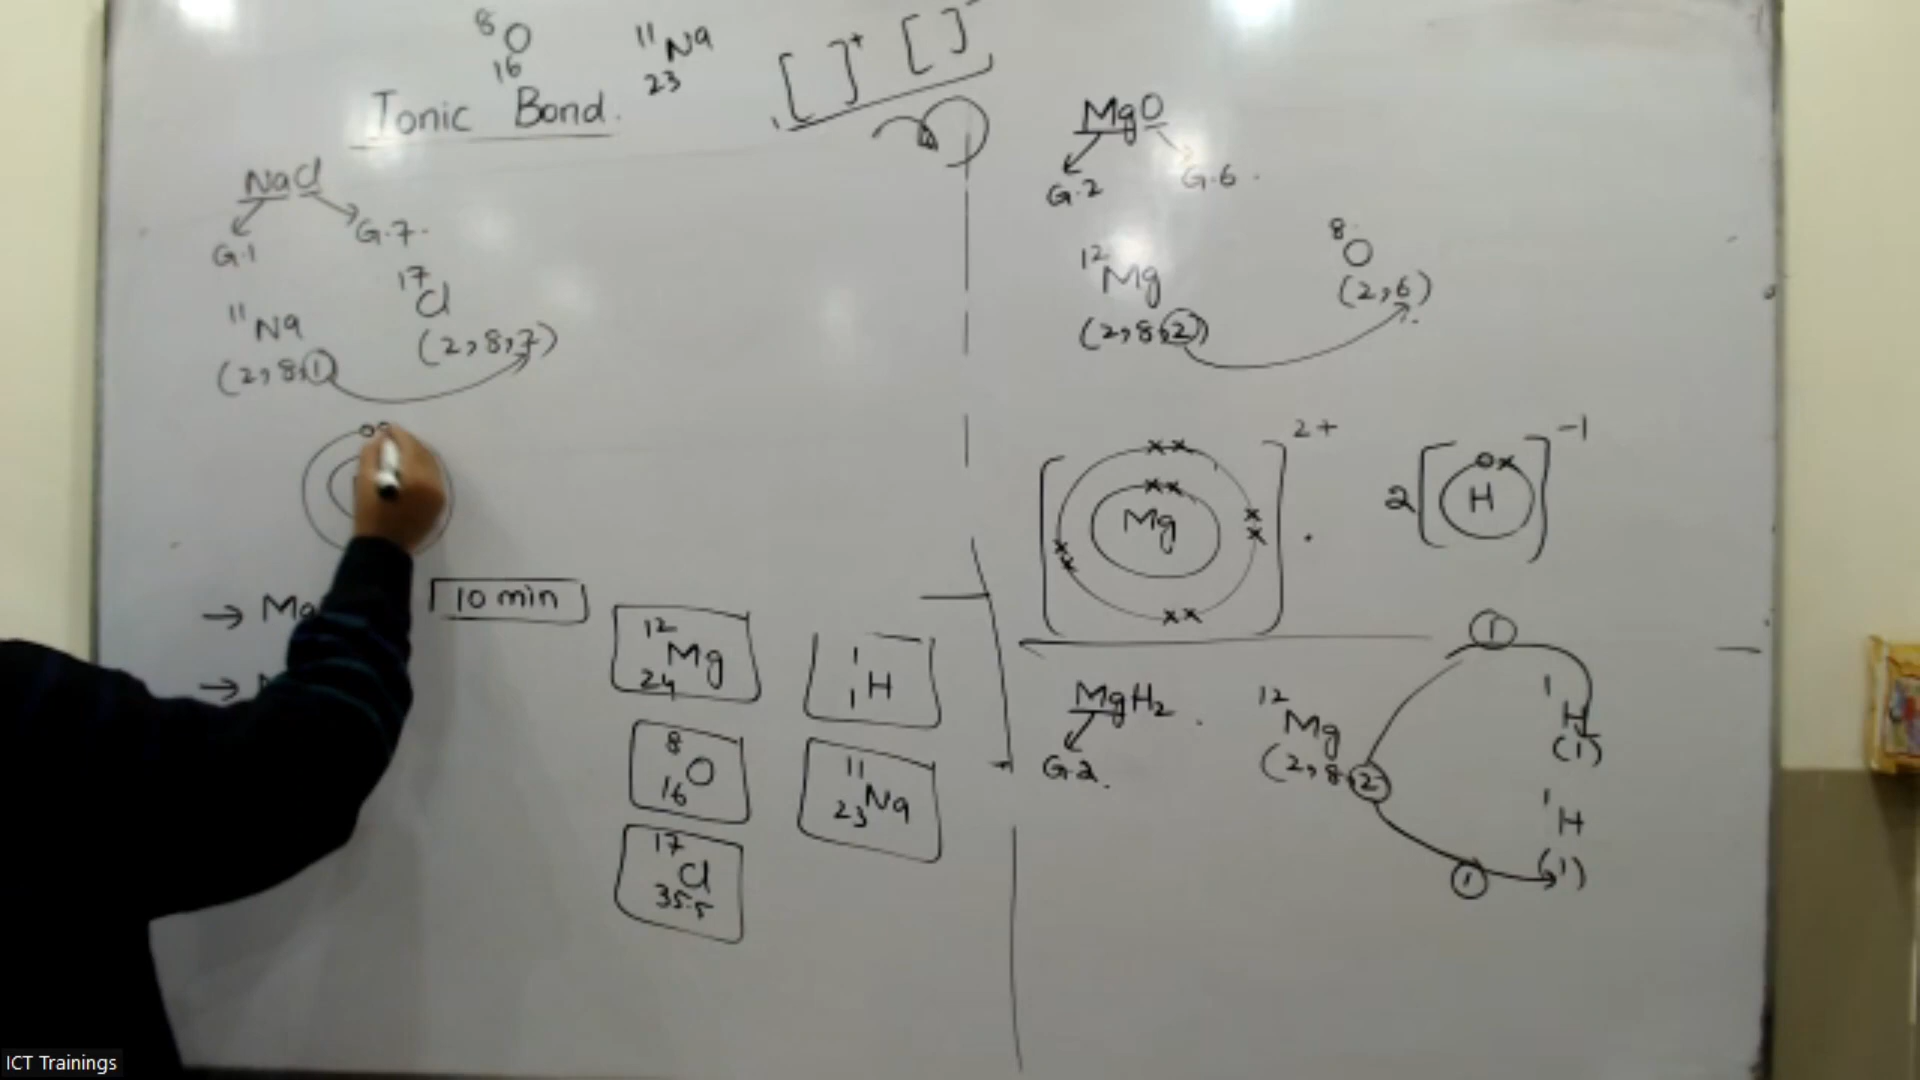 8
O
16
11
Na
23
[ ]⁺ [ ]⁻
Ionic Bond.
NaCl
G.1
G.7.
11
Na
(2,8,1)
17
Cl
(2,8,7)
10 min
12
Mg
24
1
H
1
8
O
16
11
Na
23
17
Cl
35.5
MgO
G.2
G.6.
12
Mg
(2,8,2)
8
O
(2,6)
Mg
2+
2
H
-1
MgH₂.
G.2.
12
Mg
(2,8,2)
1
1
H
(1)
1
H
(1)
1
ICT Trainings